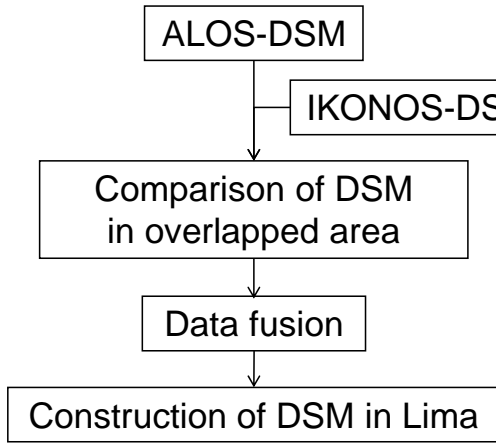 ALOS-DSM
IKONOS-DS
Comparison of DSM
in overlapped area
Data fusion
Construction of DSM in Lima